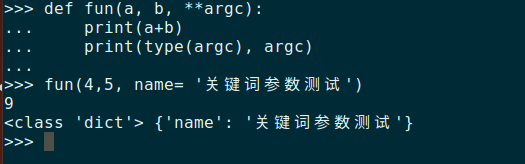 >>> def fun(a, b, **argc):
...     print(a+b)
...     print(type(argc), argc)
...
>>> fun(4,5, name= '关键词参数测试')
9
<class 'dict'> {'name': '关键词参数测试'}
>>>